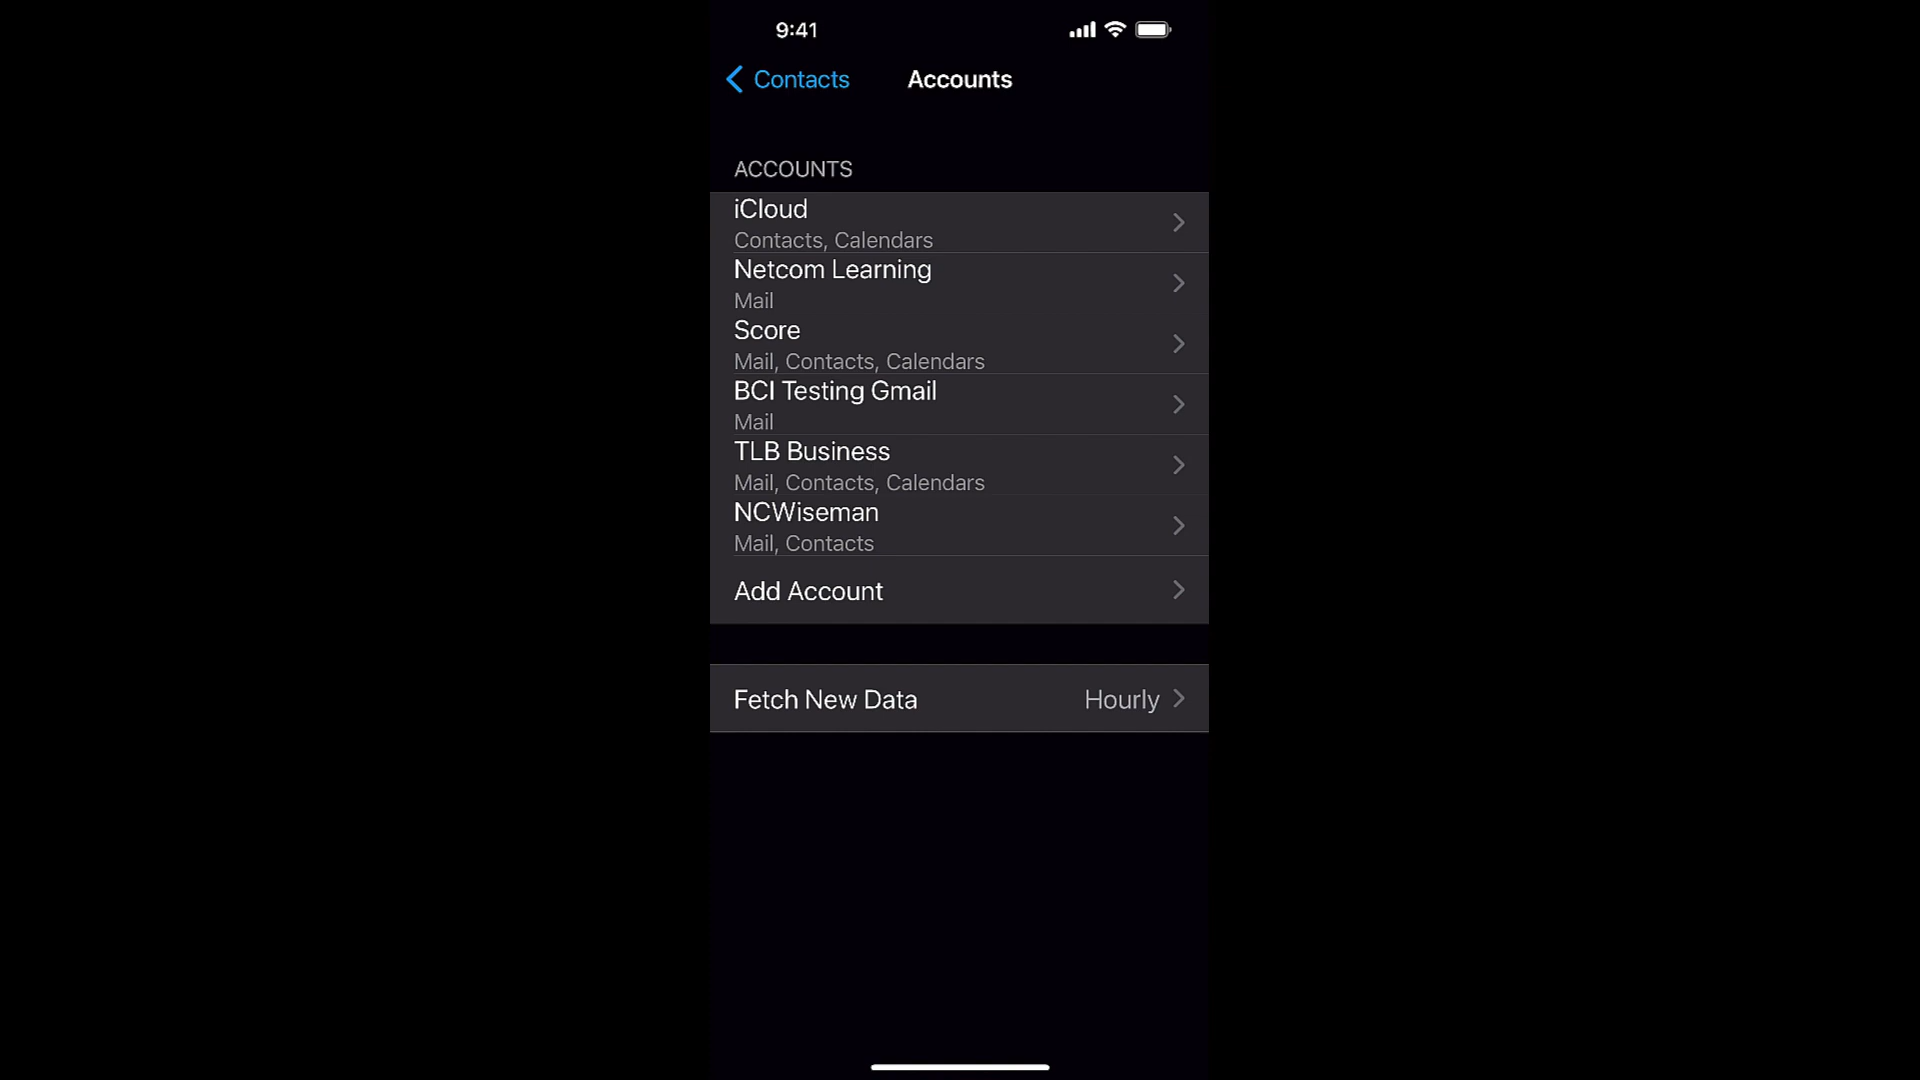 9:41
Contacts
Accounts
ACCOUNTS
iCloud
Contacts, Calendars
Netcom Learning
Mail
Score
Mail, Contacts, Calendars
BCI Testing Gmail
Mail
TLB Business
Mail, Contacts, Calendars
NCWiseman
Mail, Contacts
Add Account
Fetch New Data Hourly